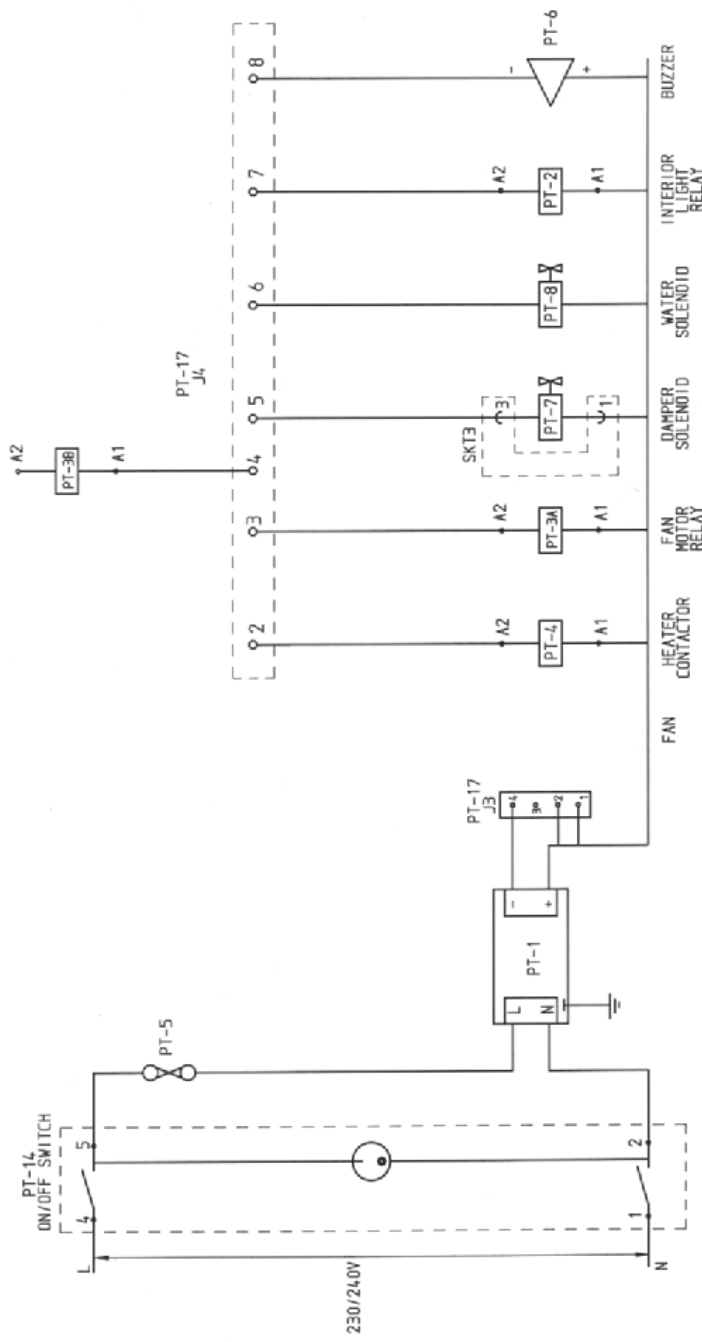 PT-14
ON/OFF SWITCH
L
4
5
230/240V
N
1
2
PT-5
L
N
PT-1
-
+
PT-17
J3
4
3
2
1
FAN
PT-17
J4
2
3
4
5
6
7
8
A2
PT-3B
A1
A2
PT-4
A1
HEATER
CONTACTOR
A2
PT-3A
A1
FAN
MOTOR
RELAY
SKT3
3
PT-7
1
DAMPER
SOLENOID
PT-8
WATER
SOLENOID
A2
PT-2
A1
INTERIOR
LIGHT
RELAY
-
PT-6
+
BUZZER